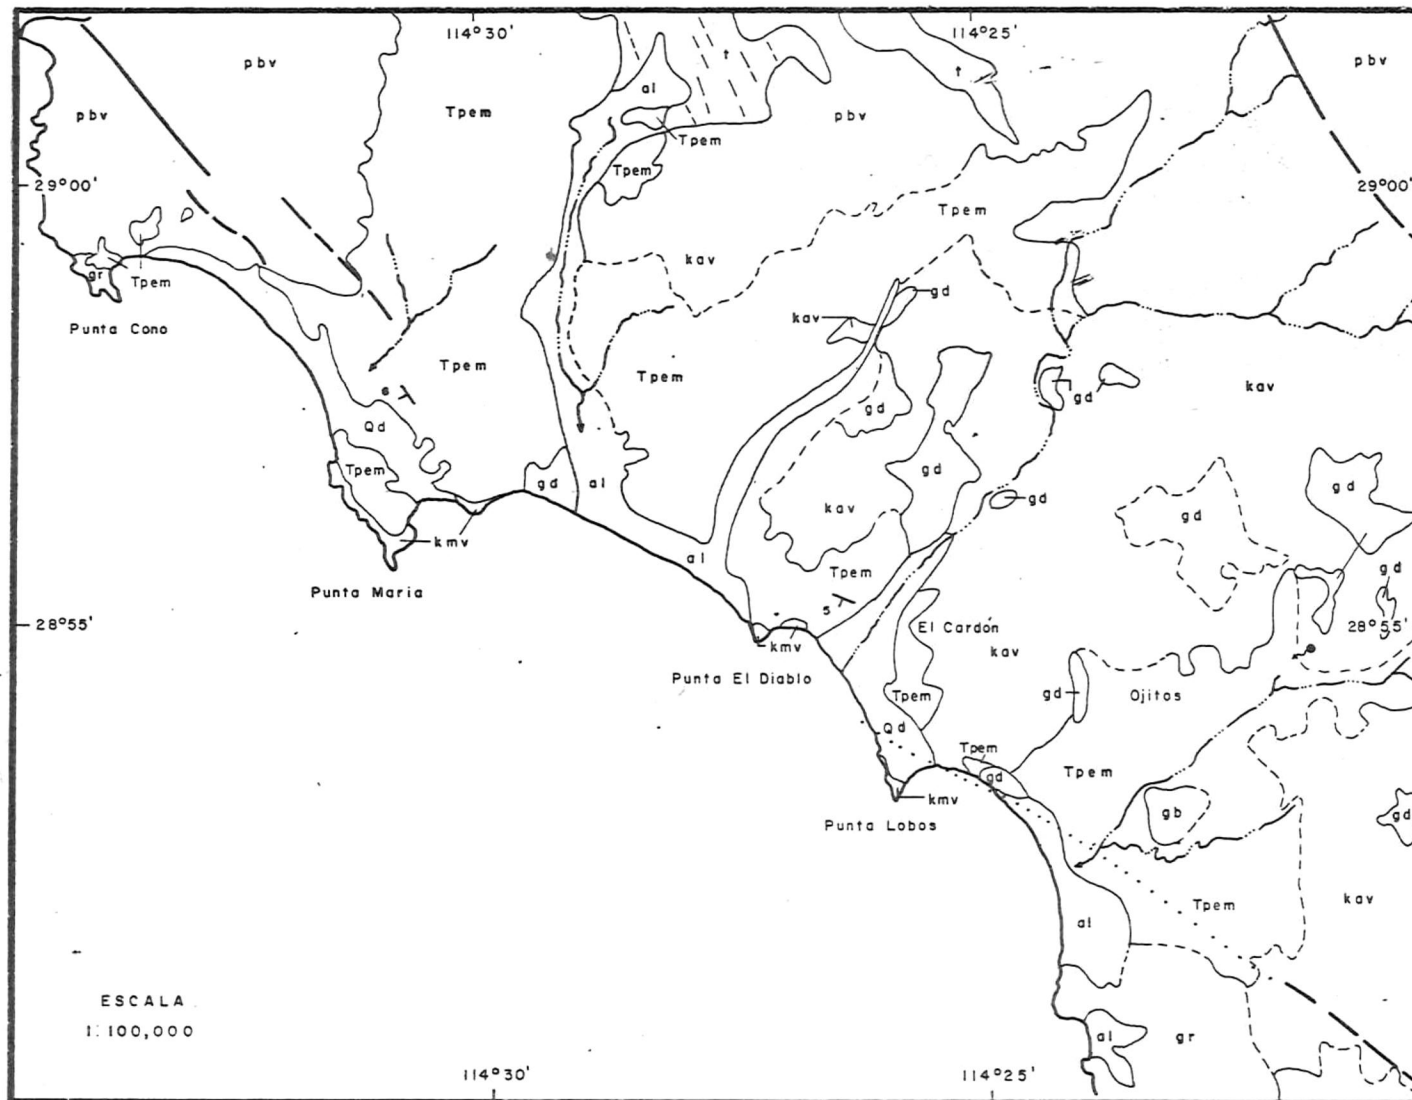 114°30'
114°25'
pbv
pbv
t
t
al
pbv
Tpem
pbv
Tpem
Tpem
29°00'
29°00'
Tpem
?
kav
gr
Tpem
gd
Punta Cono
kav
Tpem
Tpem
gd
kav
6
gd
Qd
Tpem
gd
al
gd
gd
gd
kav
gd
kmv
al
Tpem
gd
Punta Maria
5
28°55'
28°55'
El Cardón
kmv
kav
Punta El Diablo
gd
Ojitos
Tpem
Qd
Tpem
gd
Tpem
kmv
gb
gd
Punta Lobos
kav
Tpem
al
ESCALA
1:100,000
al
gr
114°30'
114°25'